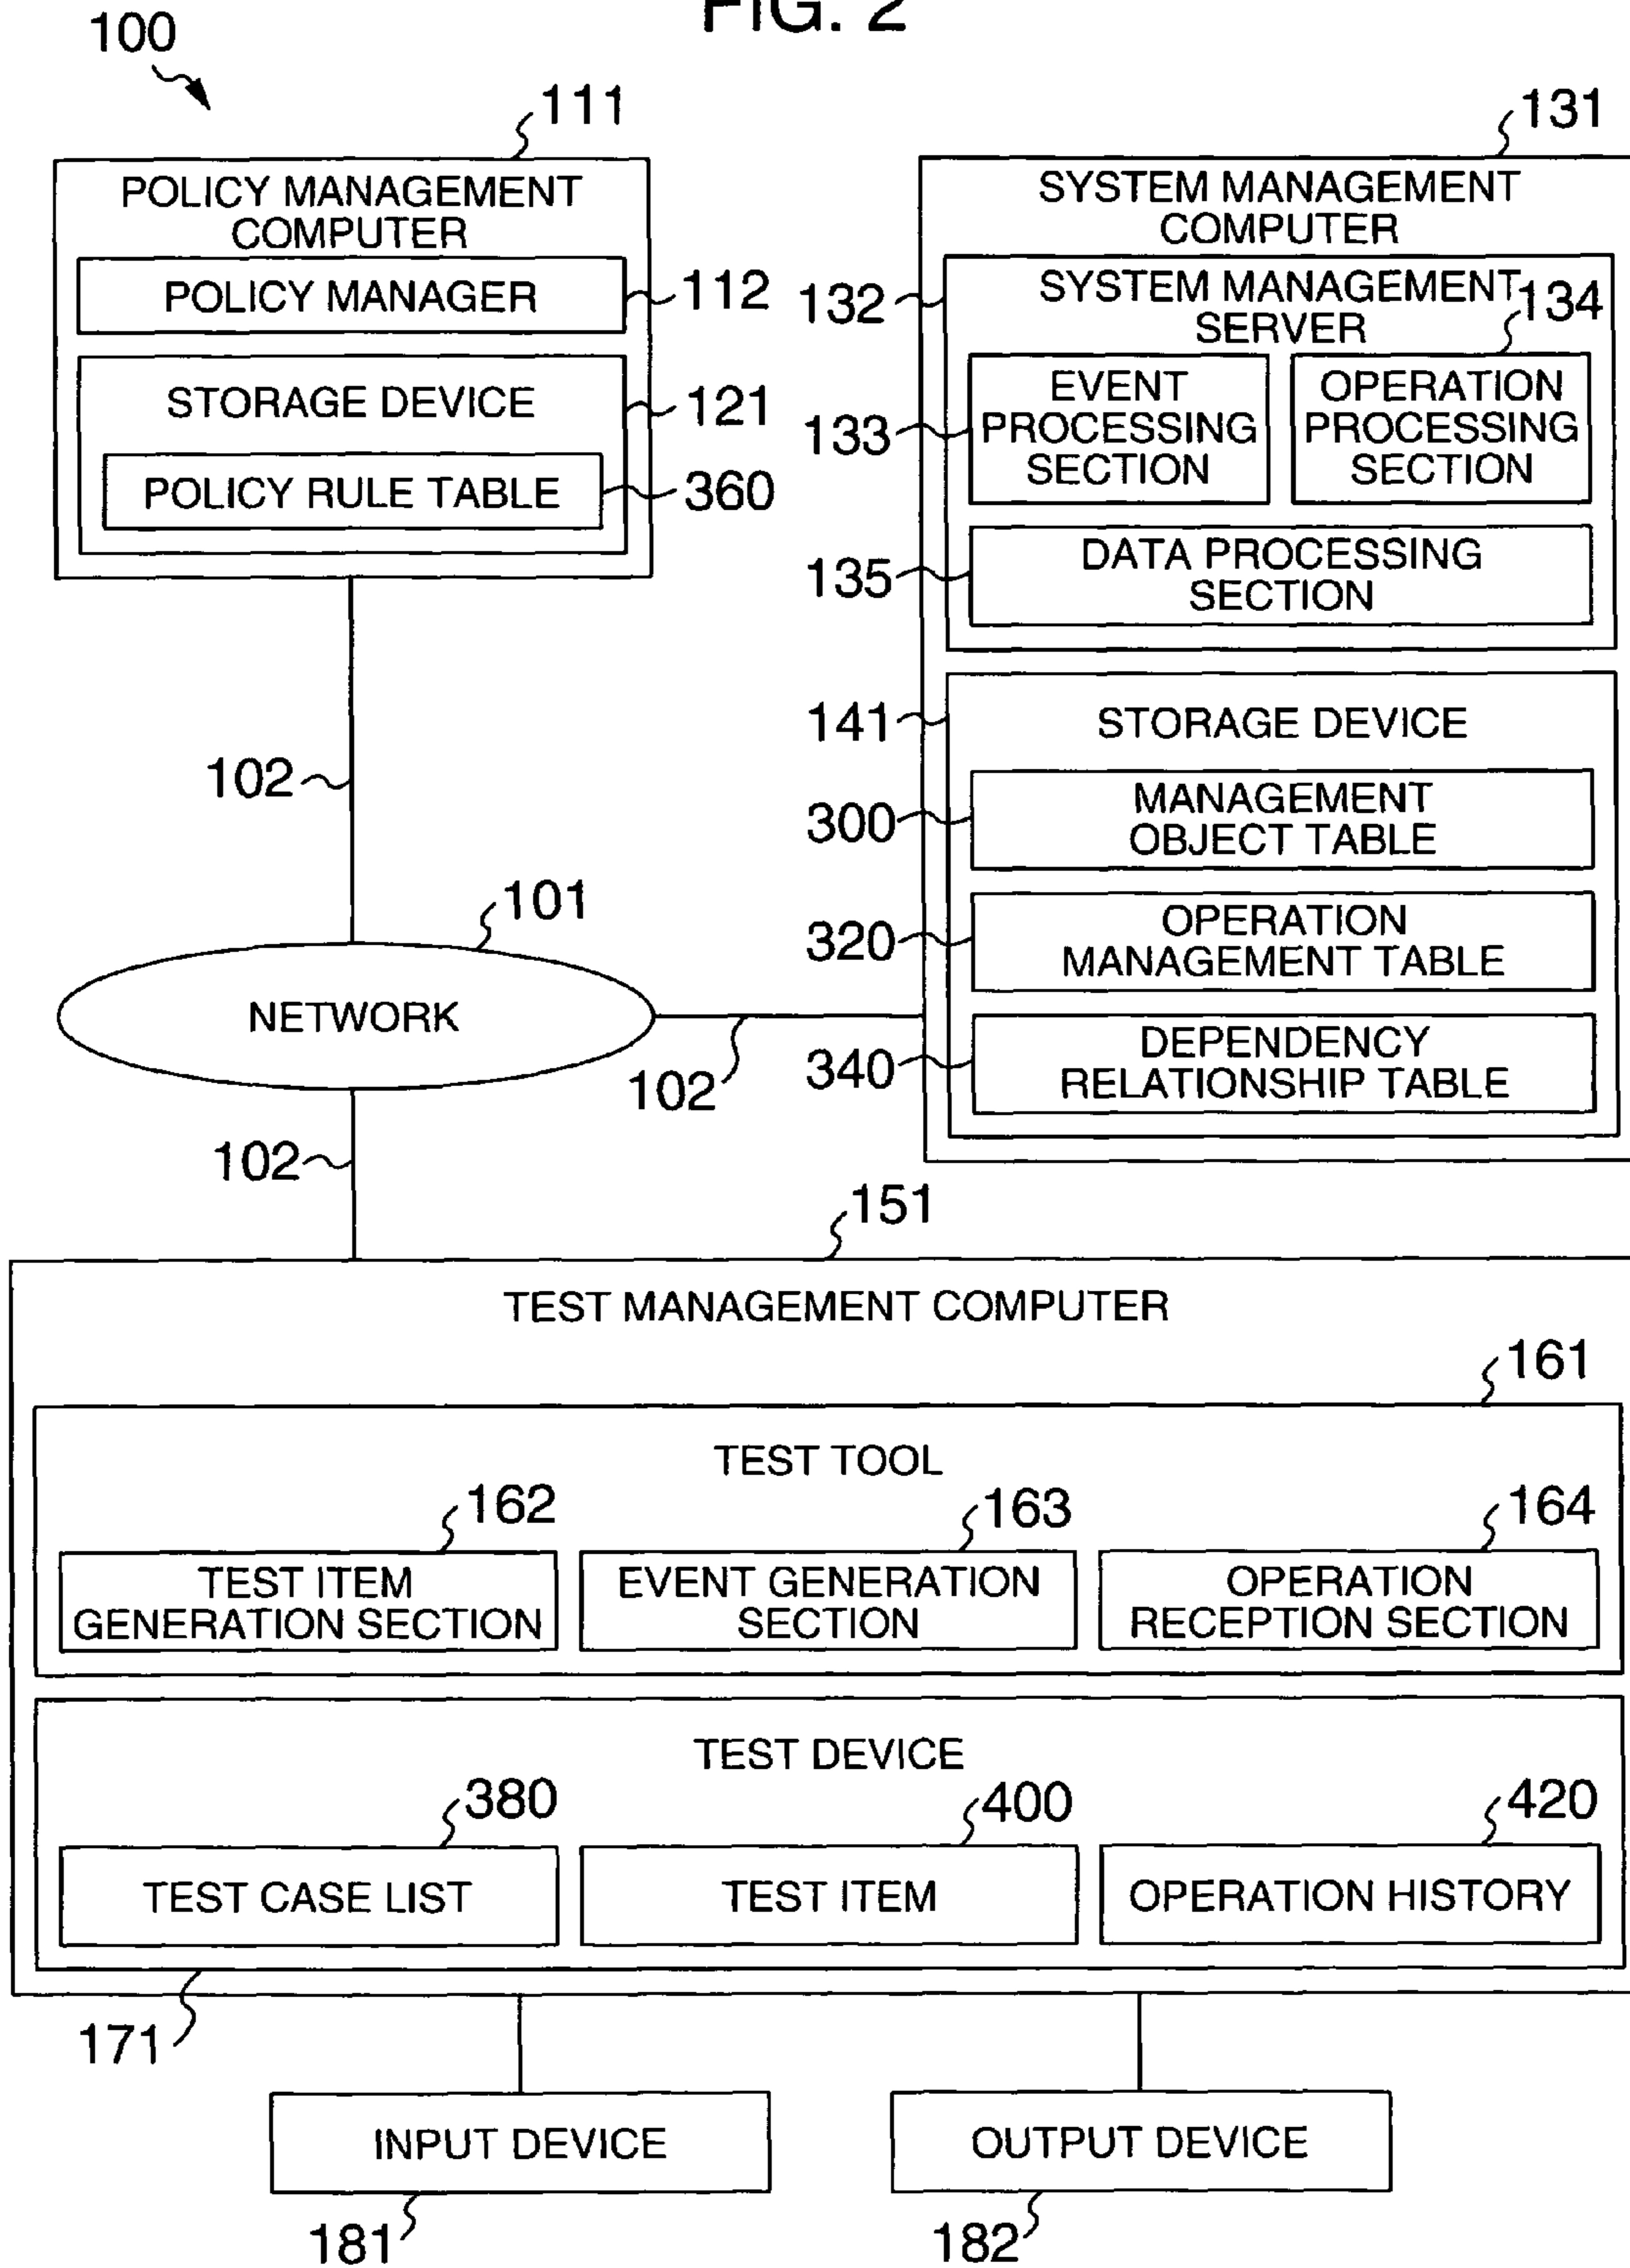 FIG. 2
100
111
POLICY MANAGEMENT
COMPUTER
POLICY MANAGER
112
STORAGE DEVICE
121
POLICY RULE TABLE
360
131
SYSTEM MANAGEMENT
COMPUTER
132
SYSTEM MANAGEMENT
SERVER
134
133
EVENT
PROCESSING
SECTION
OPERATION
PROCESSING
SECTION
135
DATA PROCESSING
SECTION
141
STORAGE DEVICE
300
MANAGEMENT
OBJECT TABLE
320
OPERATION
MANAGEMENT TABLE
340
DEPENDENCY
RELATIONSHIP TABLE
102
101
NETWORK
102
102
151
TEST MANAGEMENT COMPUTER
161
TEST TOOL
162
163
164
TEST ITEM
GENERATION SECTION
EVENT GENERATION
SECTION
OPERATION
RECEPTION SECTION
TEST DEVICE
380
400
420
TEST CASE LIST
TEST ITEM
OPERATION HISTORY
171
INPUT DEVICE
OUTPUT DEVICE
181
182